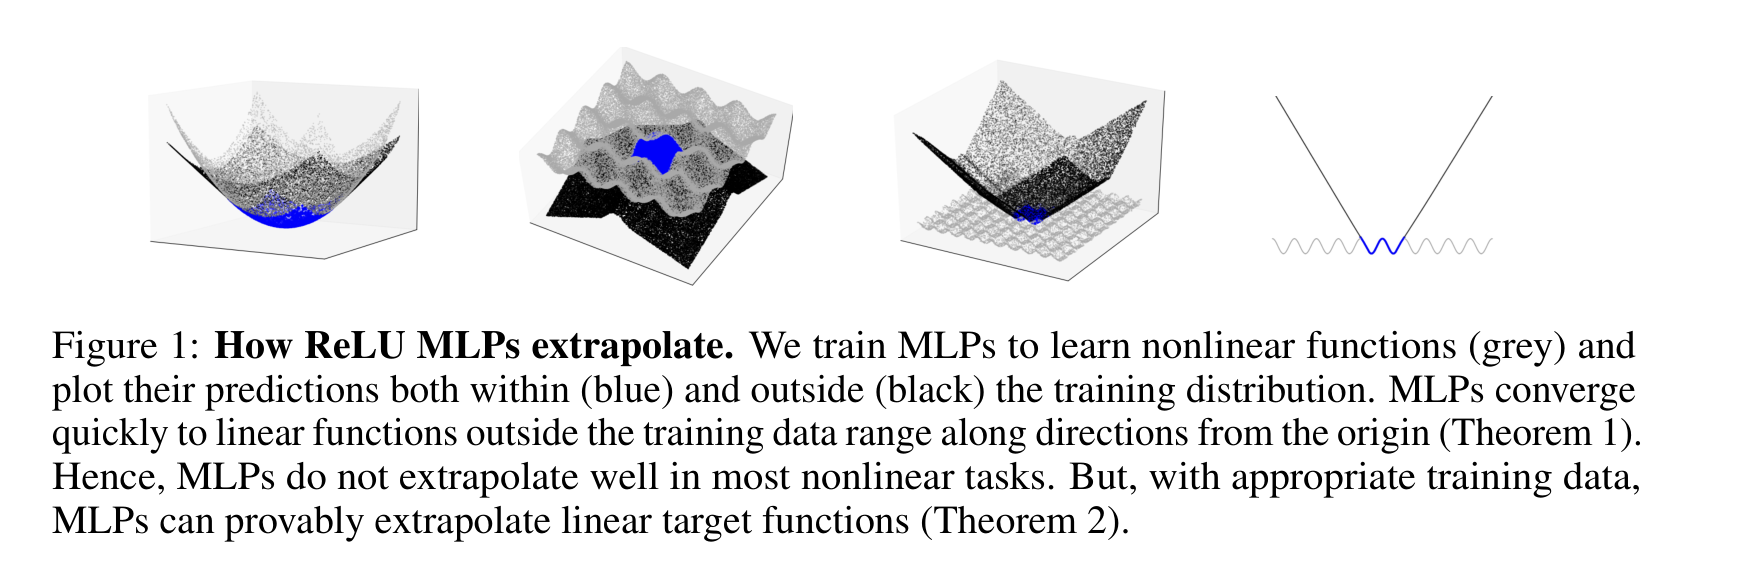 Figure 1: How ReLU MLPs extrapolate. We train MLPs to learn nonlinear functions (grey) and
plot their predictions both within (blue) and outside (black) the training distribution. MLPs converge
quickly to linear functions outside the training data range along directions from the origin (Theorem 1).
Hence, MLPs do not extrapolate well in most nonlinear tasks. But, with appropriate training data,
MLPs can provably extrapolate linear target functions (Theorem 2).